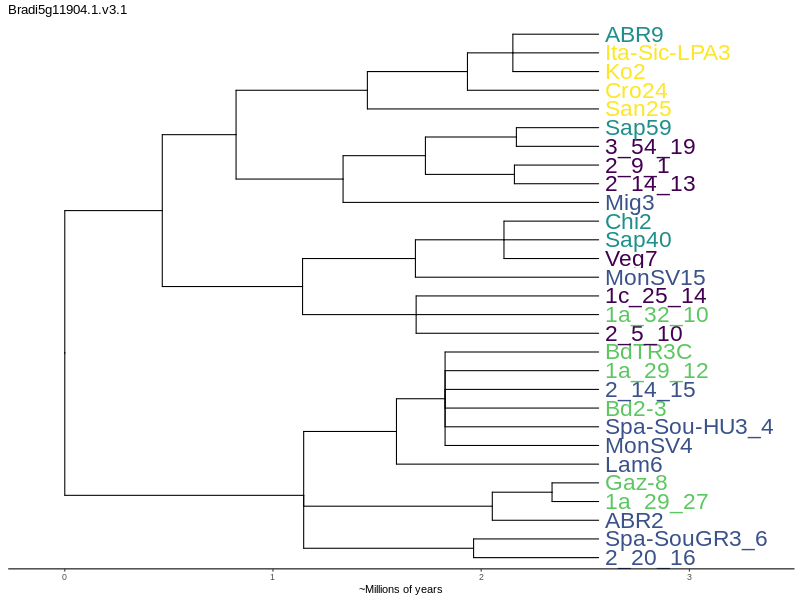 Bradi5g11904.1.v3.1
ABR9
Ita-Sic-LPA3
Ko2
Cro24
San25
Sap59
3_54_19
2_9_1
2_14_13
Mig3
Chi2
Sap40
Veq7
MonSV15
1c_25_14
1a_32_10
2_5_10
BdTR3C
1a_29_12
2_14_15
Bd2-3
Spa-Sou-HU3_4
MonSV4
Lam6
Gaz-8
1a_29_27
ABR2
Spa-SouGR3_6
2_20_16
0 1 2 3
~Millions of years